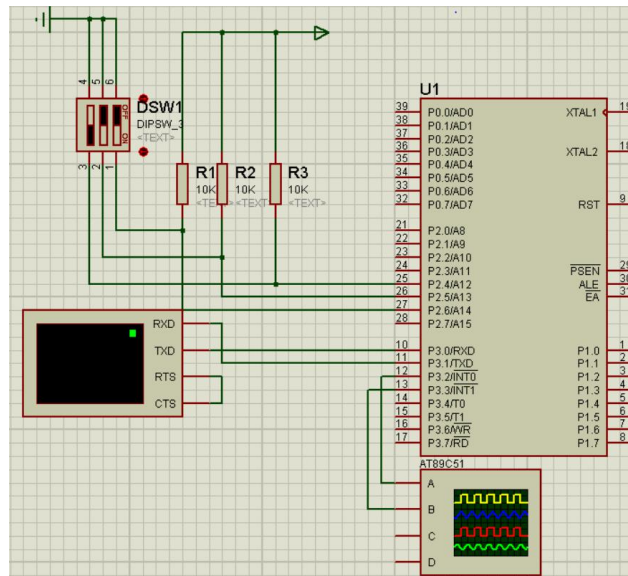 4
5
6
DSW1
OFF
ON
DIPSW_3
<TEXT>
3
2
1
R1
10K
<TEXT>
R2
10K
<TEXT>
R3
10K
<TEXT>
U1
39 P0.0/AD0
38 P0.1/AD1
37 P0.2/AD2
36 P0.3/AD3
35 P0.4/AD4
34 P0.5/AD5
33 P0.6/AD6
32 P0.7/AD7
21 P2.0/A8
22 P2.1/A9
23 P2.2/A10
24 P2.3/A11
25 P2.4/A12
26 P2.5/A13
27 P2.6/A14
28 P2.7/A15
10 P3.0/RXD
11 P3.1/TXD
12 P3.2/INT0
13 P3.3/INT1
14 P3.4/T0
15 P3.5/T1
16 P3.6/WR
17 P3.7/RD
XTAL1
XTAL2
RST 9
PSEN
ALE
EA
P1.0 1
P1.1 2
P1.2 3
P1.3 4
P1.4 5
P1.5 6
P1.6 7
P1.7 8
AT89C51
RXD
TXD
RTS
CTS
A
B
C
D